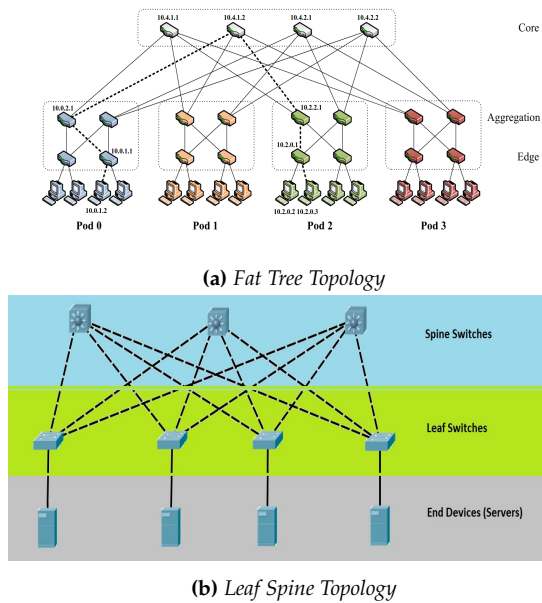 10.4.1.1 10.4.1.2 10.4.2.1 10.4.2.2
Core
10.0.2.1 10.2.2.1
Aggregation
10.0.1.1 10.2.0.1
Edge
10.0.1.2 10.2.0.2 10.2.0.3
Pod 0 Pod 1 Pod 2 Pod 3
(a) Fat Tree Topology
Spine Switches
Leaf Switches
End Devices (Servers)
(b) Leaf Spine Topology